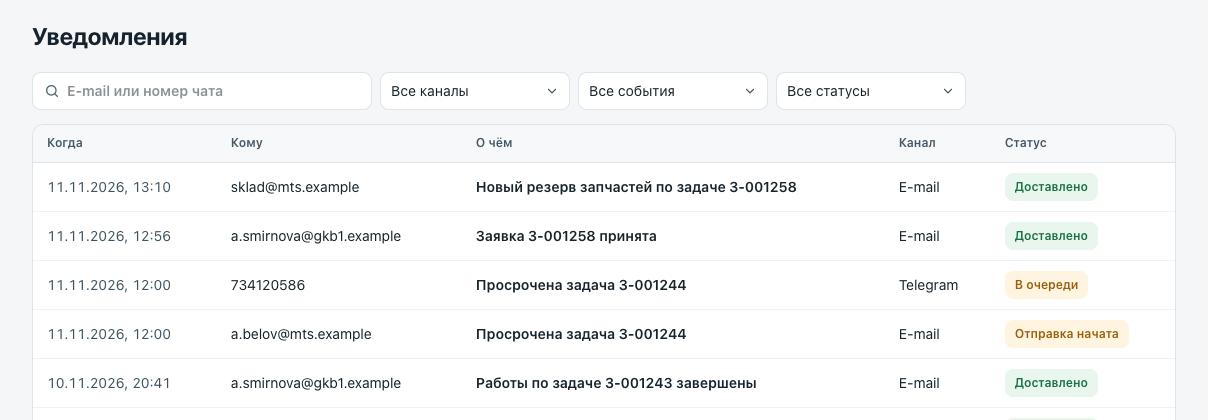 Уведомления
E-mail или номер чата Все каналы Все события Все статусы
Когда Кому О чём Канал Статус
11.11.2026, 13:10 sklad@mts.example Новый резерв запчастей по задаче З-001258 E-mail Доставлено
11.11.2026, 12:56 a.smirnova@gkb1.example Заявка З-001258 принята E-mail Доставлено
11.11.2026, 12:00 734120586 Просрочена задача З-001244 Telegram В очереди
11.11.2026, 12:00 a.belov@mts.example Просрочена задача З-001244 E-mail Отправка начата
10.11.2026, 20:41 a.smirnova@gkb1.example Работы по задаче З-001243 завершены E-mail Доставлено